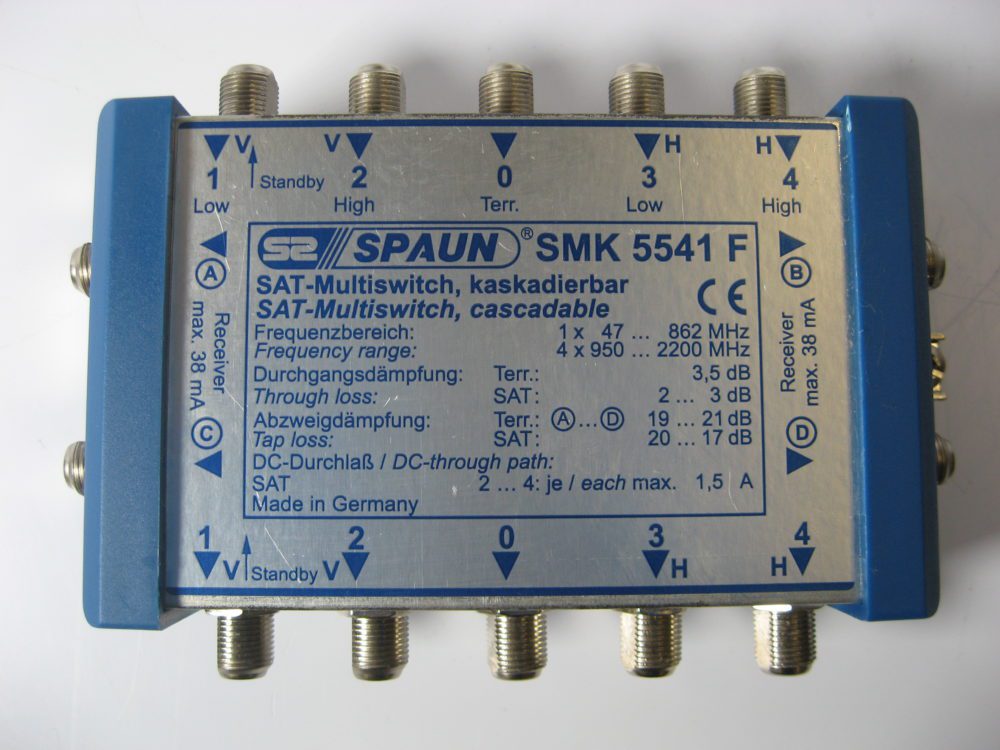 V V H H
1 Standby 2 0 3 4
Low High Terr. Low High
SPAUN® SMK 5541 F
SAT-Multiswitch, kaskadierbar
SAT-Multiswitch, cascadable CE
Frequenzbereich: 1 x 47 ... 862 MHz
Frequency range: 4 x 950 ... 2200 MHz
Durchgangsdämpfung: Terr.: 3,5 dB
Through loss: SAT: 2 ... 3 dB
Abzweigdämpfung: Terr.: A...D 19 ... 21 dB
Tap loss: SAT: 20 ... 17 dB
DC-Durchlaß / DC-through path:
SAT 2 ... 4: je / each max. 1,5 A
Made in Germany
A
Receiver
max. 38 mA
C
B
Receiver
max. 38 mA
D
1 2 0 3 4
V Standby V H H